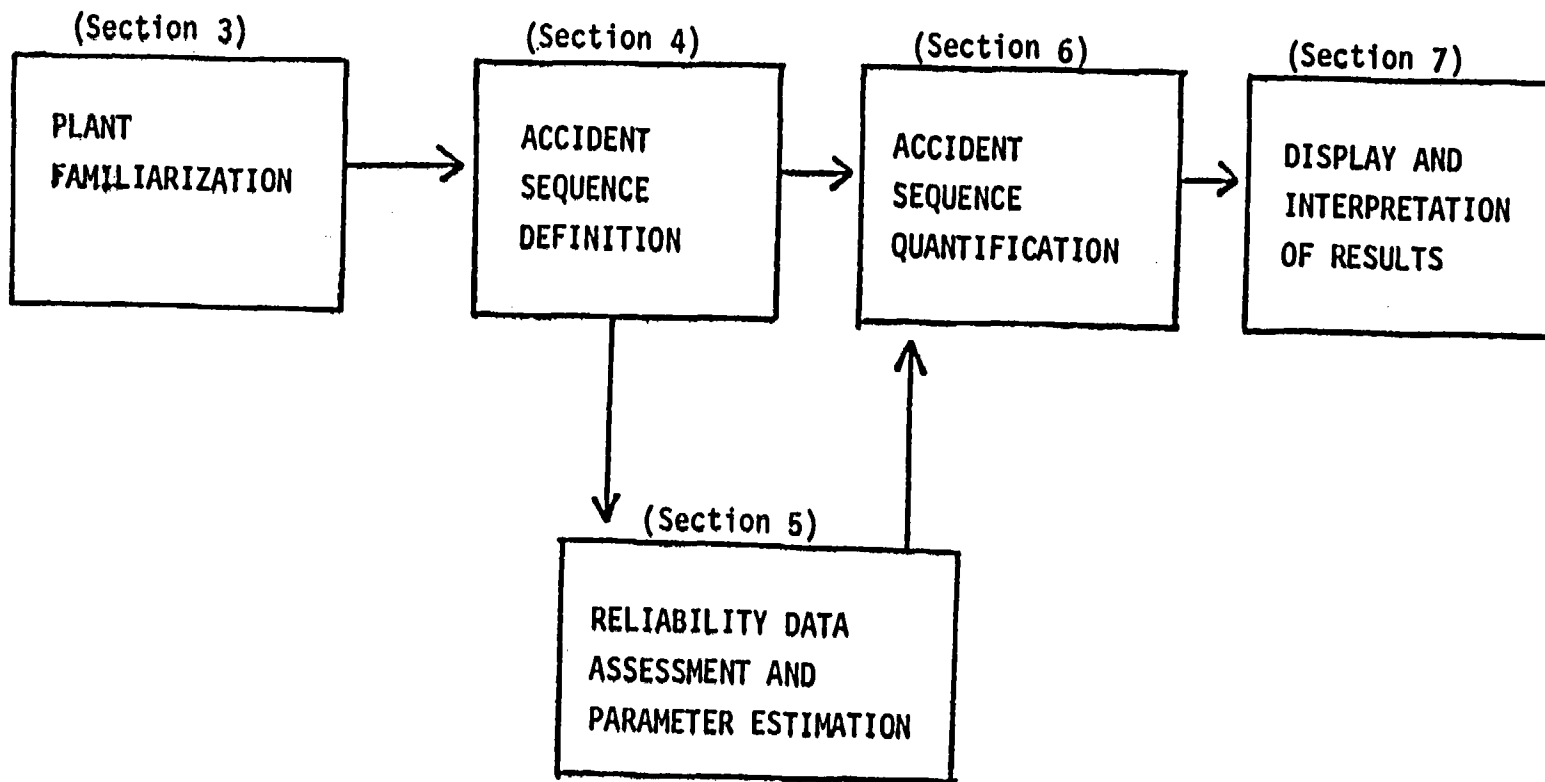 (Section 3)
PLANT
FAMILIARIZATION
(Section 4)
ACCIDENT
SEQUENCE
DEFINITION
(Section 6)
ACCIDENT
SEQUENCE
QUANTIFICATION
(Section 7)
DISPLAY AND
INTERPRETATION
OF RESULTS
(Section 5)
RELIABILITY DATA
ASSESSMENT AND
PARAMETER ESTIMATION